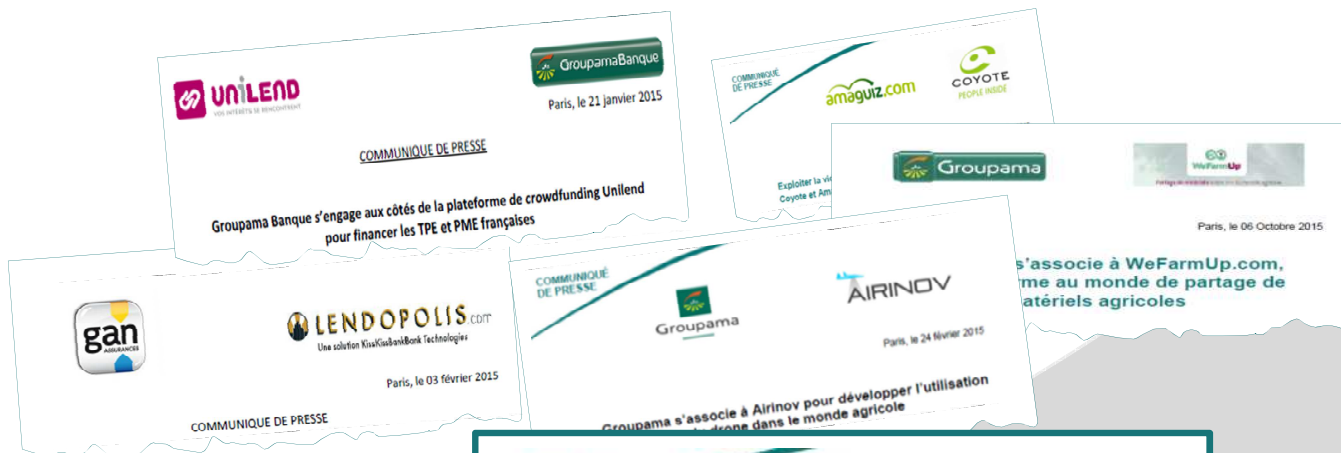 UNILEND
VOS INTÉRÊTS SE RENCONTRENT
GroupamaBanque
Paris, le 21 janvier 2015
COMMUNIQUE DE PRESSE
Groupama Banque s’engage aux côtés de la plateforme de crowdfunding Unilend
pour financer les TPE et PME françaises
COMMUNIQUÉ
DE PRESSE
amaguiz.com
COYOTE
PEOPLE INSIDE
Exploiter la
Coyote et Am
Groupama
WeFarmUp
Paris, le 06 Octobre 2015
s’associe à WeFarmUp.com,
rme au monde de partage de
atériels agricoles
gan
ASSURANCES
LENDOPOLIS.com
Une solution KissKissBankBank Technologies
Paris, le 03 février 2015
COMMUNIQUE DE PRESSE
COMMUNIQUÉ
DE PRESSE
Groupama
AIRINOV
Paris, le 24 février 2015
Groupama s’associe à Airinov pour développer l’utilisation
drone dans le monde agricole